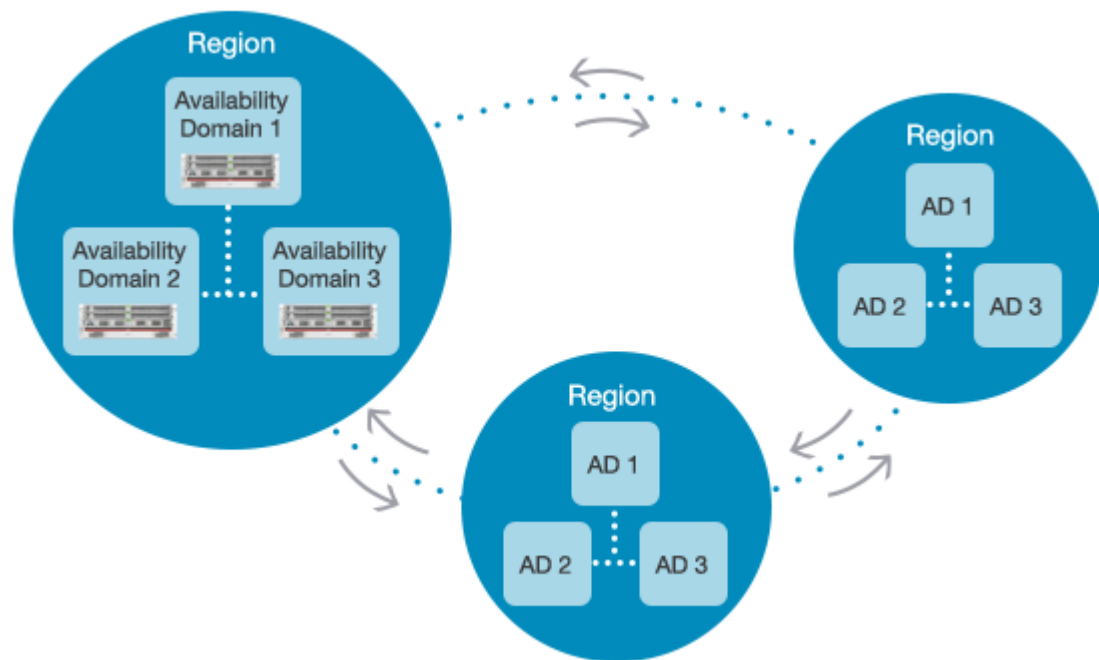 Region
Availability
Domain 1
Availability
Domain 2
Availability
Domain 3
Region
AD 1
AD 2
AD 3
Region
AD 1
AD 2
AD 3